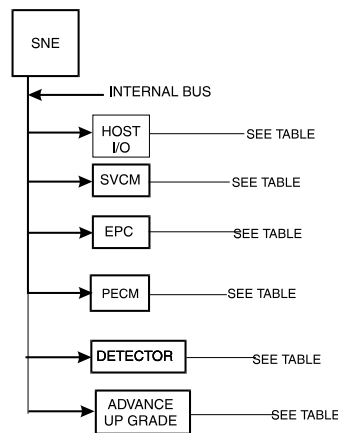 SNE
INTERNAL BUS
HOST
I/O
SEE TABLE
SVCM
SEE TABLE
EPC
SEE TABLE
PECM
SEE TABLE
DETECTOR
SEE TABLE
ADVANCE
UP GRADE
SEE TABLE